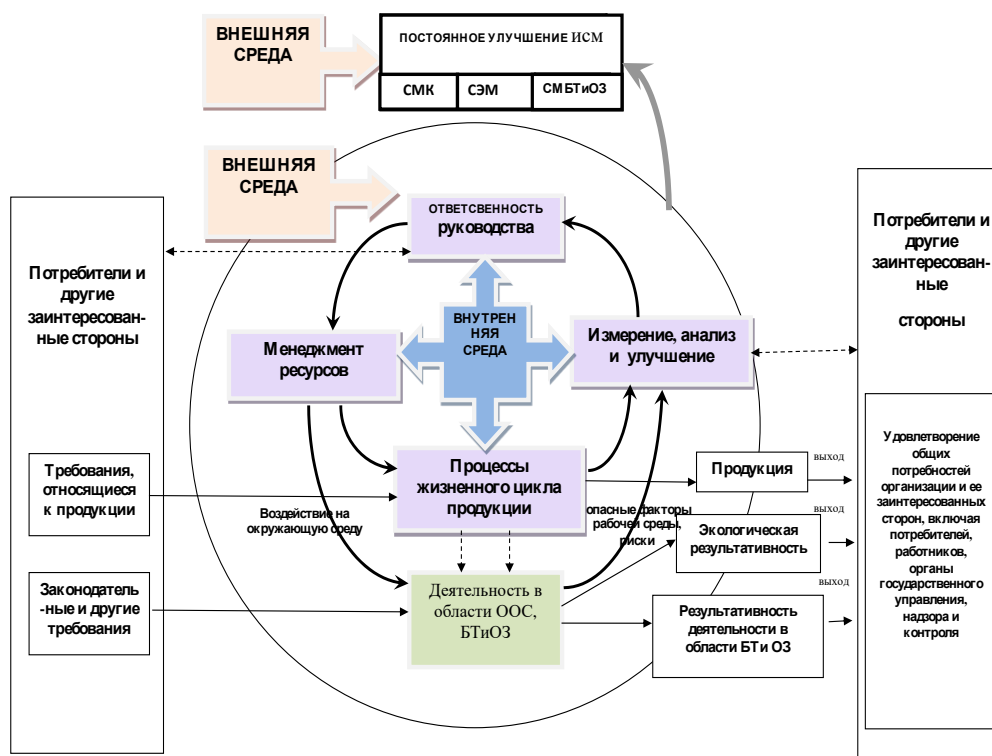 ВНЕШНЯЯ
СРЕДА
ПОСТОЯННОЕ УЛУЧШЕНИЕ ИСМ
СМК
СЭМ
СМБТиОЗ
ВНЕШНЯЯ
СРЕДА
ОТВЕТСВЕННОСТЬ
руководства
Потребители и
другие
заинтересован-
ные стороны
Потребители и
другие
заинтересован-
ные
стороны
ВНУТРЕН
НЯЯ
СРЕДА
Менеджмент
ресурсов
Измерение, анализ
и улучшение
Требования,
относящиеся
к продукции
Процессы
жизненного цикла
продукции
Продукция
выход
Воздействие на
окружающую среду
опасные факторы
рабочей среды,
риски
Экологическая
результативность
выход
Законодатель
-ные и другие
требования
Деятельность в
области ООС,
БТиОЗ
Результативность
деятельности в
области БТи ОЗ
выход
Удовлетворение
общих
потребностей
организации и ее
заинтересованных
сторон, включая
потребителей,
работников,
органы
государственного
управления,
надзора и
контроля